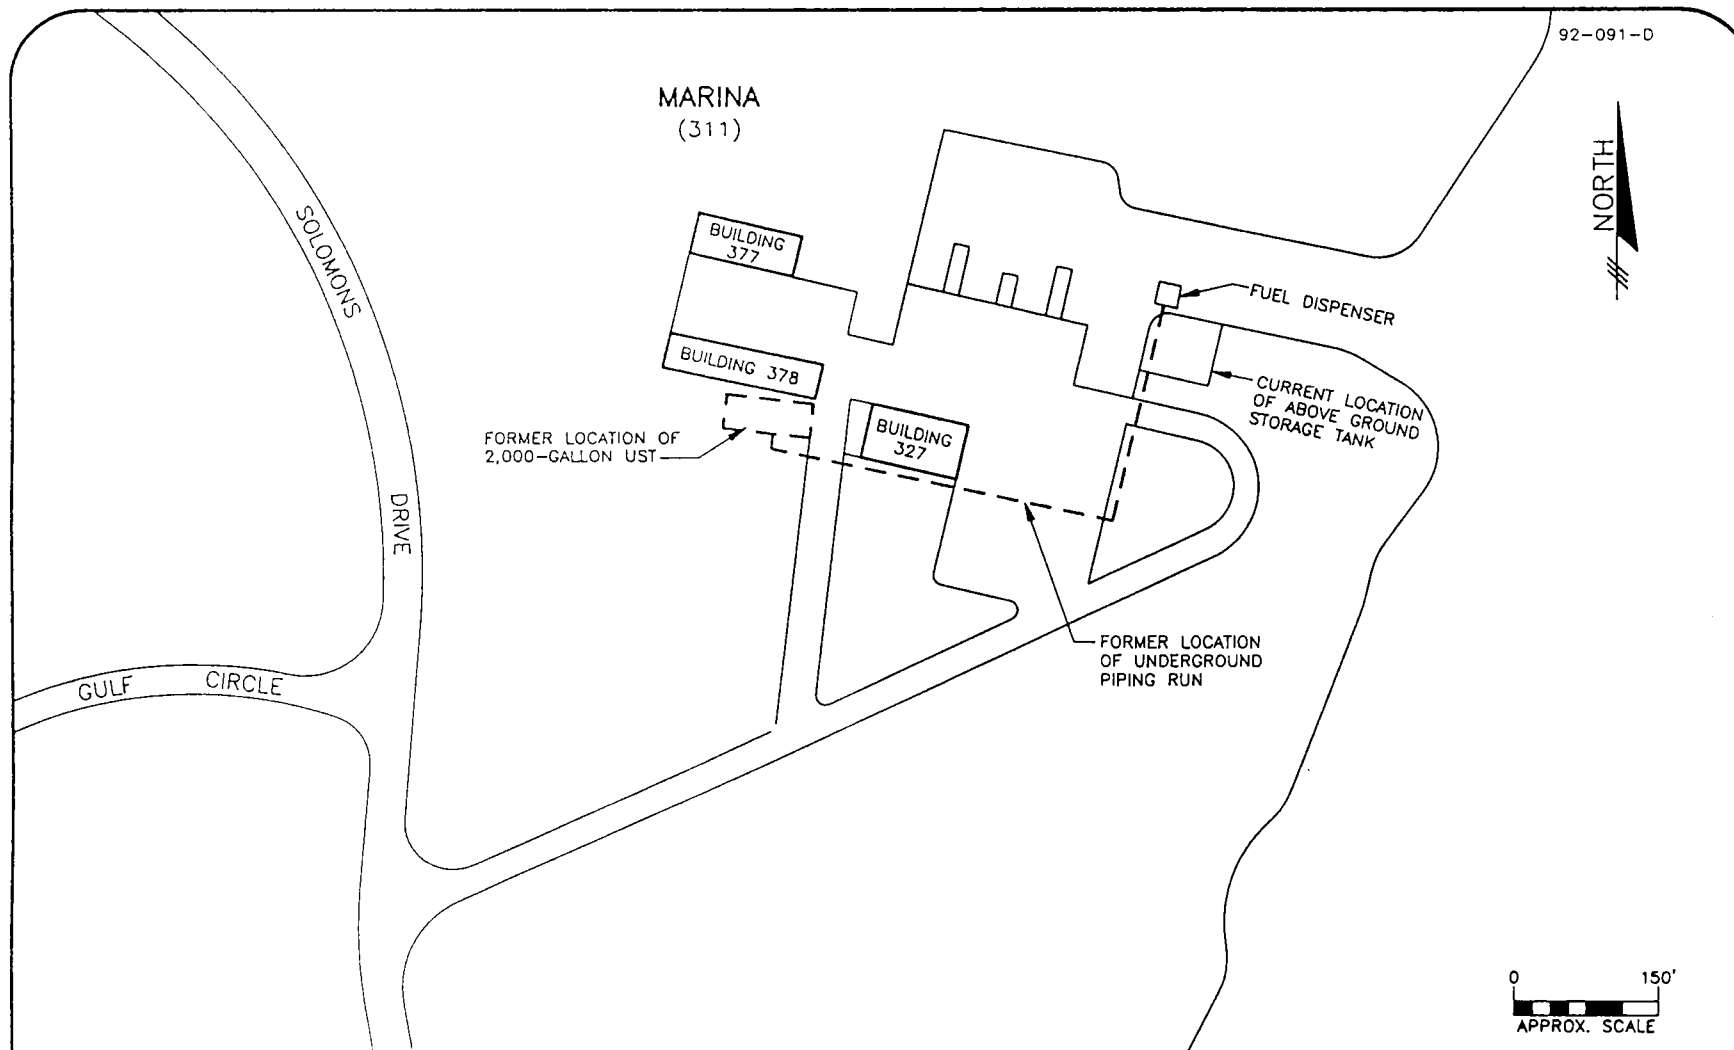 92-091-D
MARINA
(311)
NORTH
SOLOMONS
DRIVE
BUILDING
377
FUEL DISPENSER
BUILDING 378
CURRENT LOCATION
OF ABOVE GROUND
STORAGE TANK
BUILDING
327
FORMER LOCATION OF
2,000-GALLON UST
FORMER LOCATION
OF UNDERGROUND
PIPING RUN
GULF CIRCLE
0 150'
APPROX. SCALE